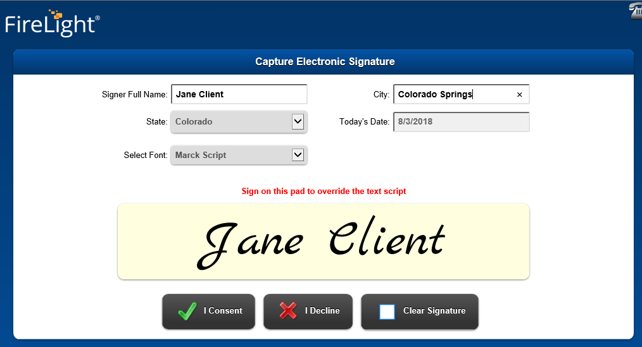 FireLight®
Capture Electronic Signature
Signer Full Name: Jane Client City: Colorado Springs ×
State: Colorado Today's Date: 8/3/2018
Select Font: Marck Script
Sign on this pad to override the text script
Jane Client
I Consent I Decline Clear Signature